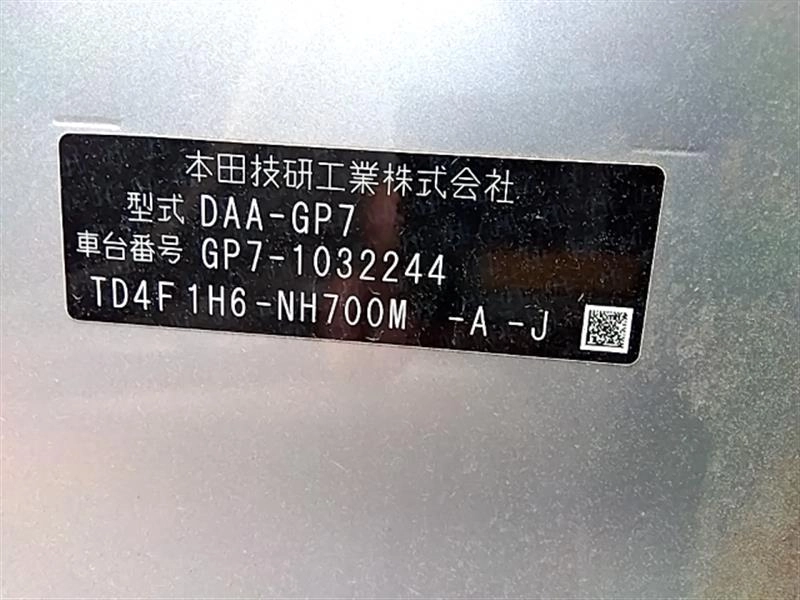 本田技研工業株式会社
型式 DAA-GP7
車台番号 GP7-1032244
TD4F1H6-NH700M -A -J